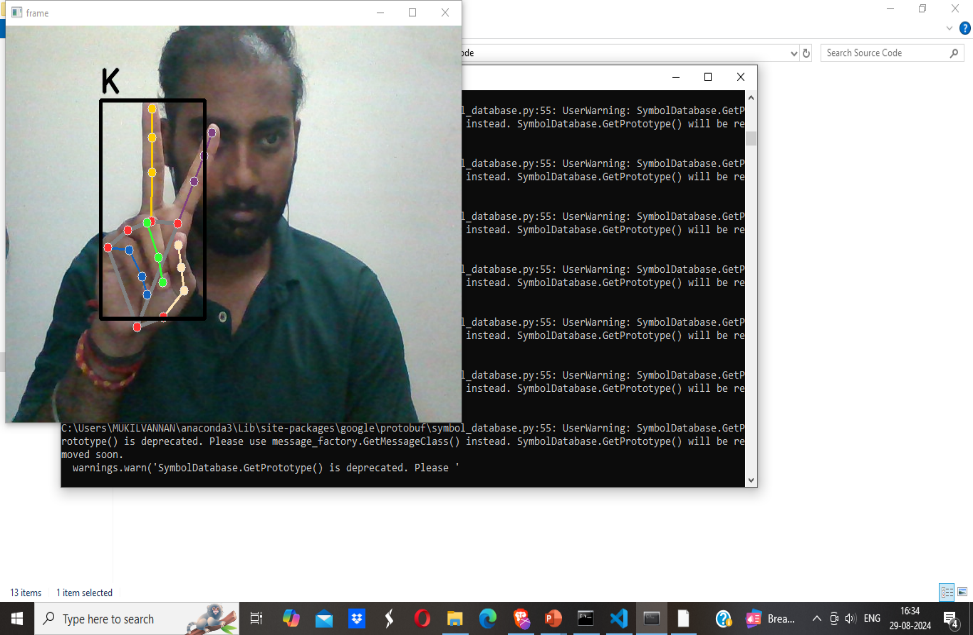 frame
K
ode
Search Source Code
l_database.py:55: UserWarning: SymbolDatabase.GetP
instead. SymbolDatabase.GetPrototype() will be re
l_database.py:55: UserWarning: SymbolDatabase.GetP
instead. SymbolDatabase.GetPrototype() will be re
l_database.py:55: UserWarning: SymbolDatabase.GetP
instead. SymbolDatabase.GetPrototype() will be re
l_database.py:55: UserWarning: SymbolDatabase.GetP
instead. SymbolDatabase.GetPrototype() will be re
l_database.py:55: UserWarning: SymbolDatabase.GetP
instead. SymbolDatabase.GetPrototype() will be re
l_database.py:55: UserWarning: SymbolDatabase.GetP
instead. SymbolDatabase.GetPrototype() will be re
C:\Users\MUKILVANNAN\anaconda3\Lib\site-packages\google\protobuf\symbol_database.py:55: UserWarning: SymbolDatabase.GetP
rototype() is deprecated. Please use message_factory.GetMessageClass() instead. SymbolDatabase.GetPrototype() will be re
moved soon.
warnings.warn('SymbolDatabase.GetPrototype() is deprecated. Please '
13 items 1 item selected
Type here to search
Brea...
ENG
16:34
29-08-2024
4